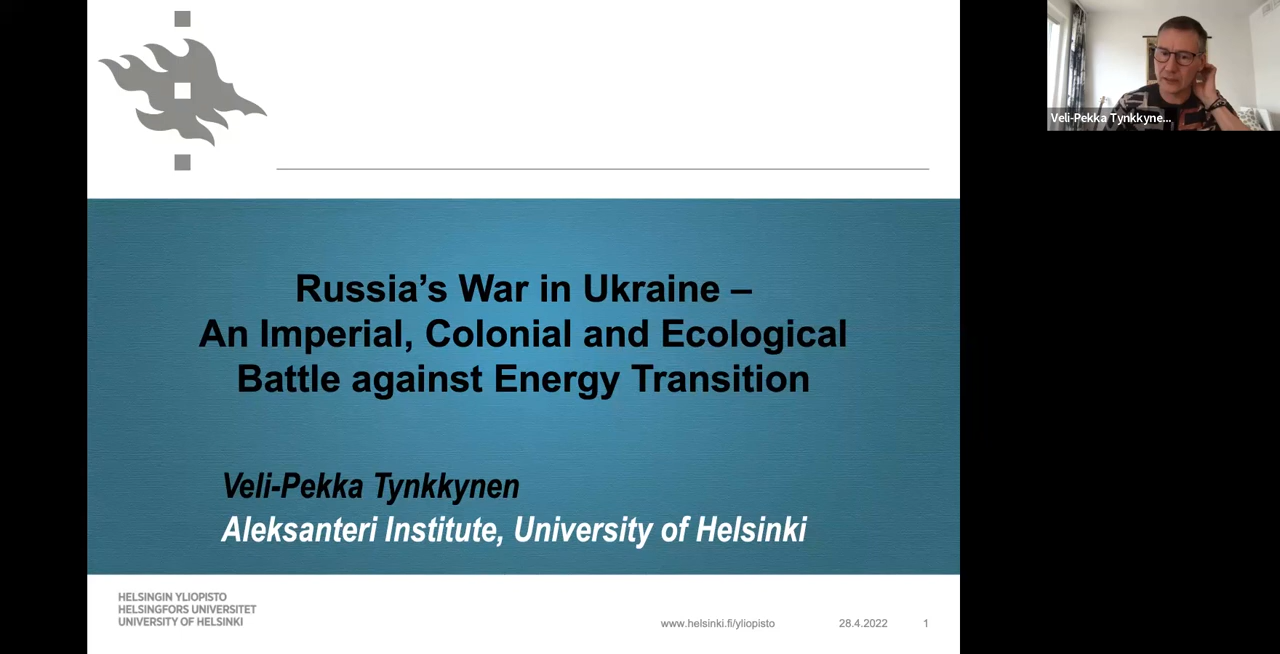 Veli-Pekka Tynkkyne...
Russia’s War in Ukraine –
An Imperial, Colonial and Ecological
Battle against Energy Transition
Veli-Pekka Tynkkynen
Aleksanteri Institute, University of Helsinki
HELSINGIN YLIOPISTO
HELSINGFORS UNIVERSITET
UNIVERSITY OF HELSINKI
www.helsinki.fi/yliopisto 28.4.2022 1